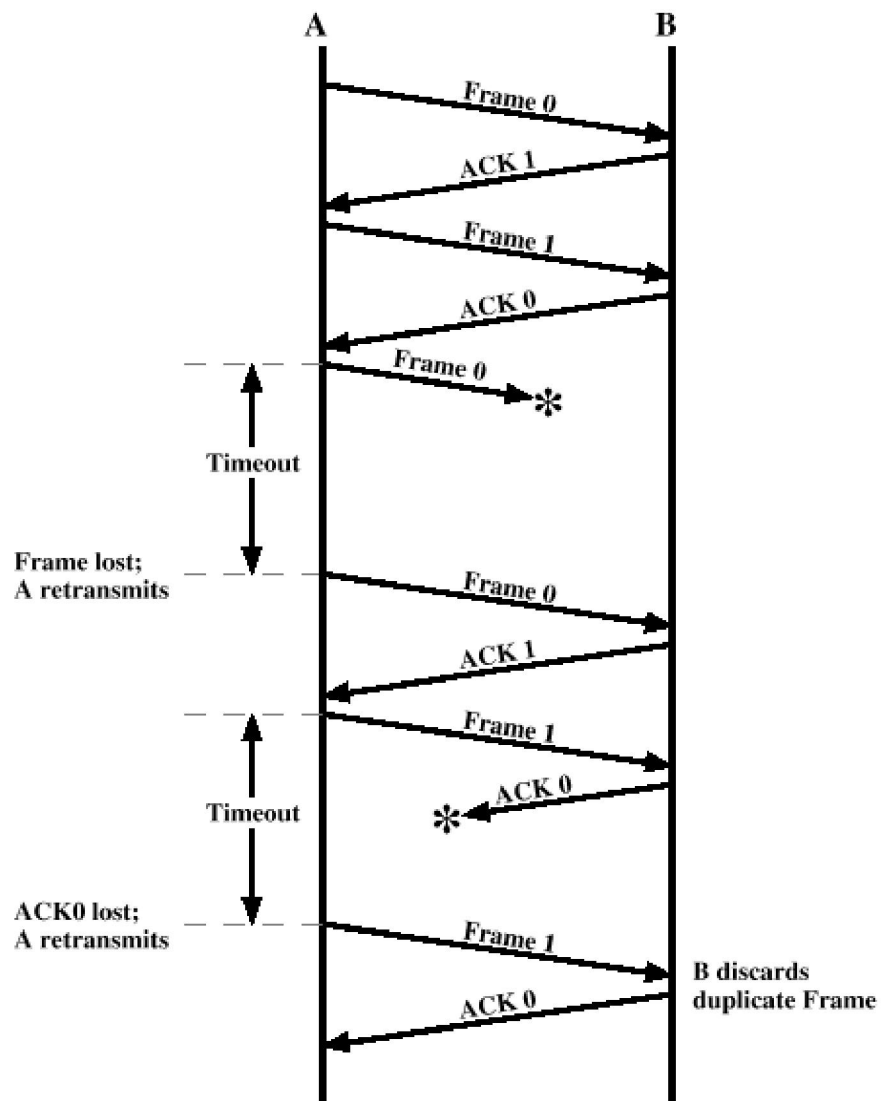 A
B
Frame 0
ACK 1
Frame 1
ACK 0
Frame 0
Timeout
Frame lost;
A retransmits
Frame 0
ACK 1
Frame 1
ACK 0
Timeout
ACK0 lost;
A retransmits
Frame 1
B discards
duplicate Frame
ACK 0